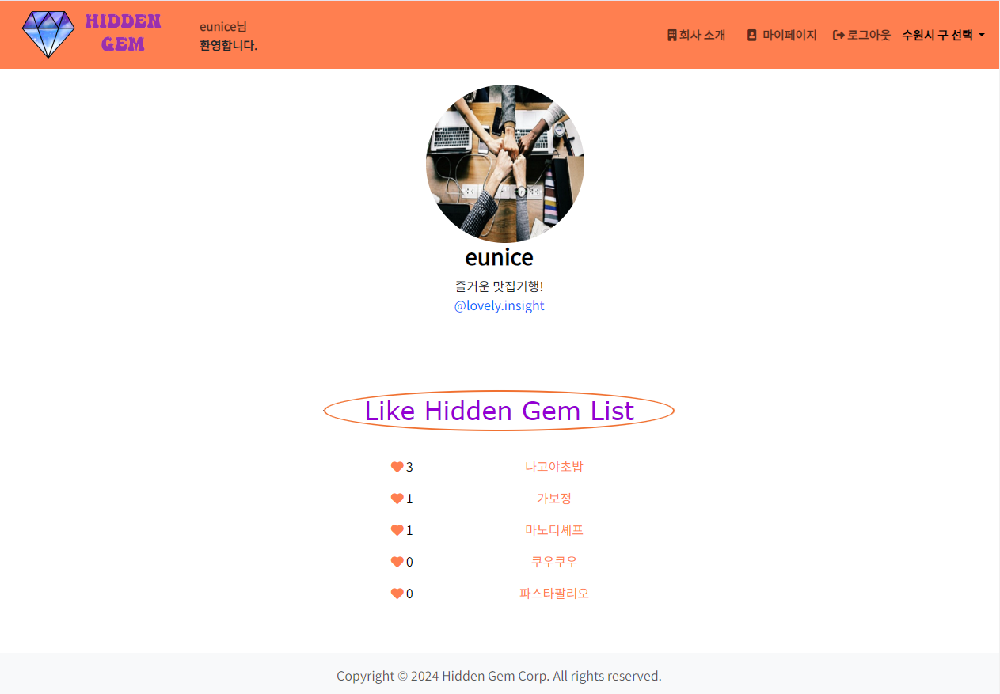 HIDDEN
GEM
eunice님
환영합니다.
회사 소개
마이페이지
로그아웃
수원시 구 선택
eunice
즐거운 맛집기행!
@lovely.insight
Like Hidden Gem List
3 나고야초밥
1 가보정
1 마노디셰프
0 쿠우쿠우
0 파스타팔리오
Copyright © 2024 Hidden Gem Corp. All rights reserved.